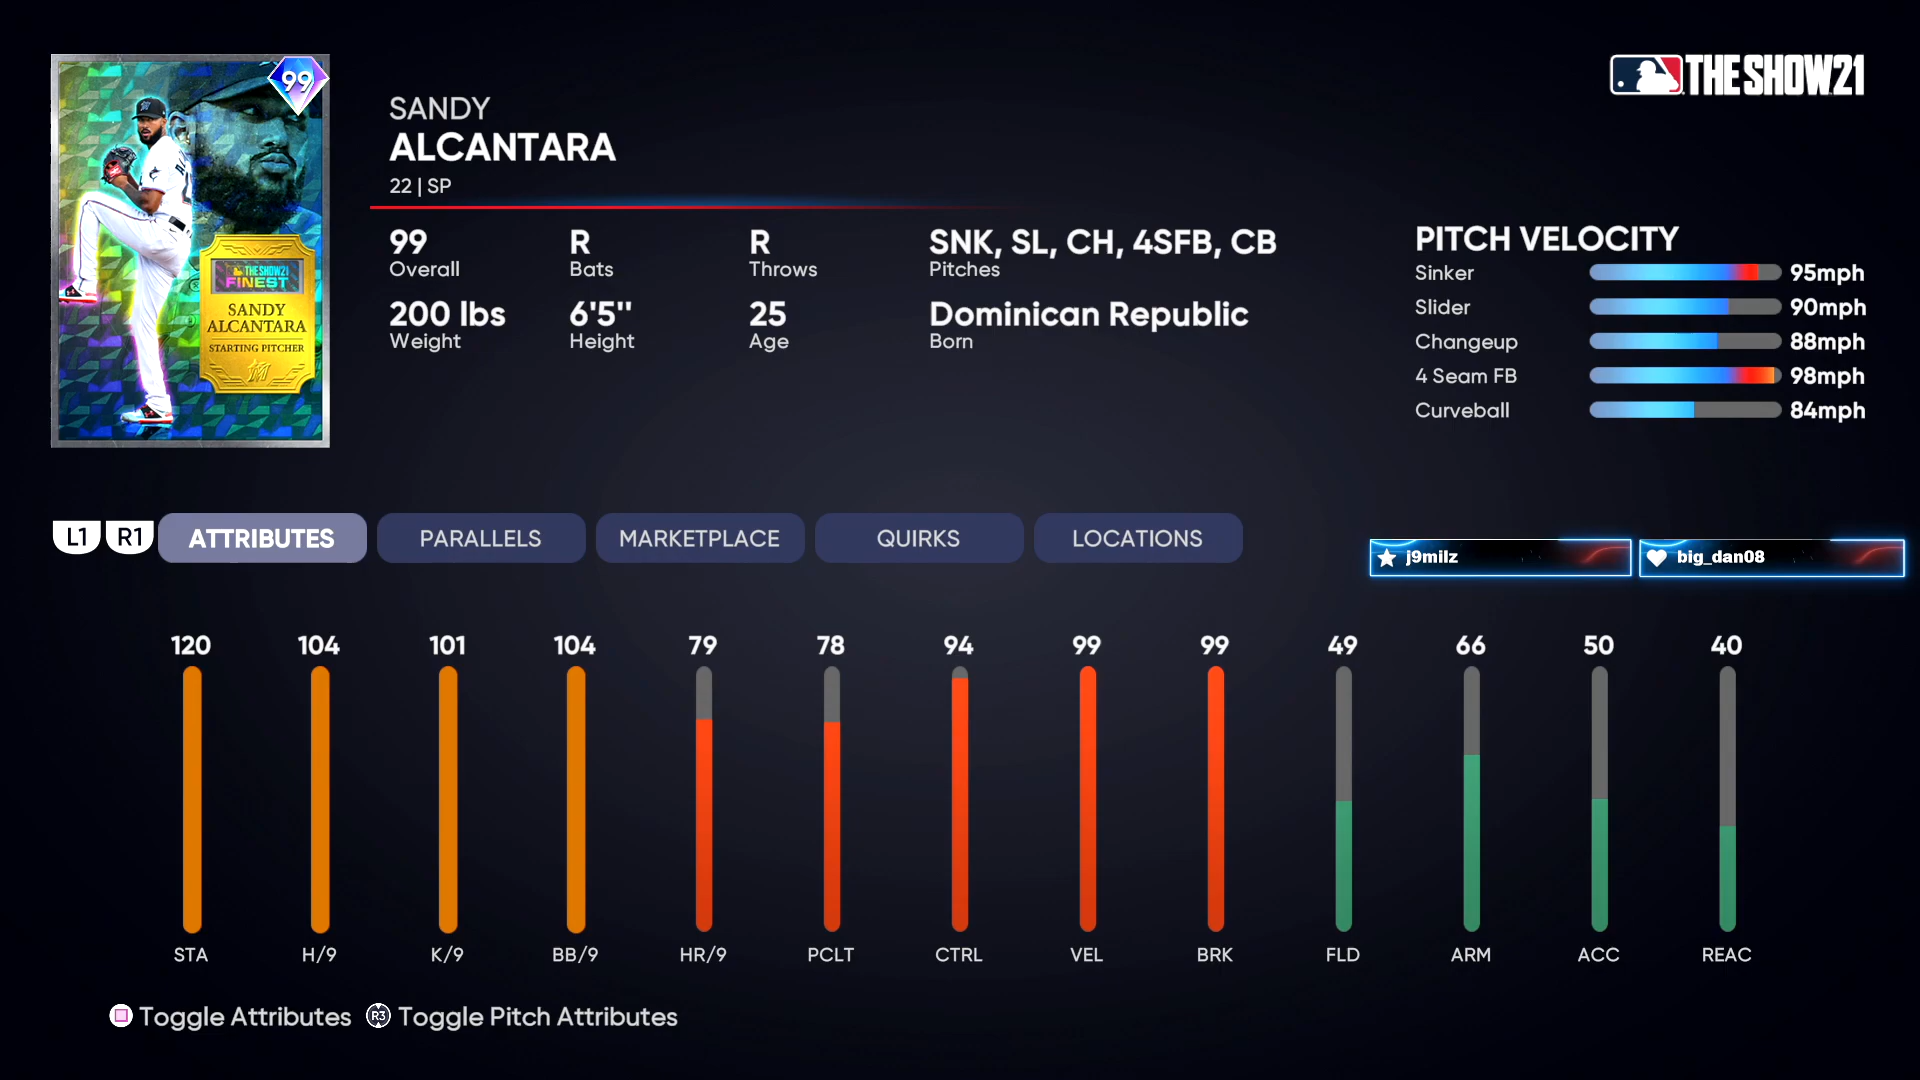 99
THE SHOW 21
FINEST
SANDY
ALCANTARA
STARTING PITCHER
SANDY
ALCANTARA
22 | SP
99
Overall
R
Bats
R
Throws
SNK, SL, CH, 4SFB, CB
Pitches
200 lbs
Weight
6'5"
Height
25
Age
Dominican Republic
Born
THE SHOW 21
PITCH VELOCITY
Sinker 95mph
Slider 90mph
Changeup 88mph
4 Seam FB 98mph
Curveball 84mph
L1 R1 ATTRIBUTES PARALLELS MARKETPLACE QUIRKS LOCATIONS
j9milz big_dan08
120 104 101 104 79 78 94 99 99 49 66 50 40
STA H/9 K/9 BB/9 HR/9 PCLT CTRL VEL BRK FLD ARM ACC REAC
Toggle Attributes R3 Toggle Pitch Attributes